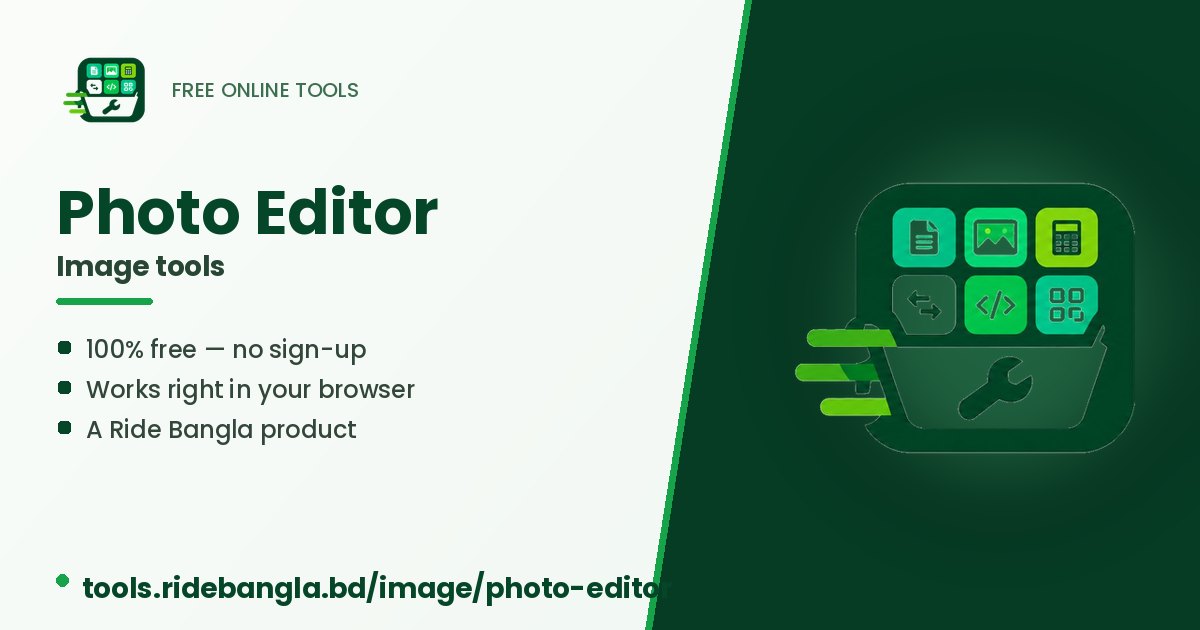 FREE ONLINE TOOLS
Photo Editor
Image tools
100% free — no sign-up
Works right in your browser
A Ride Bangla product
tools.ridebangla.bd/image/photo-editor